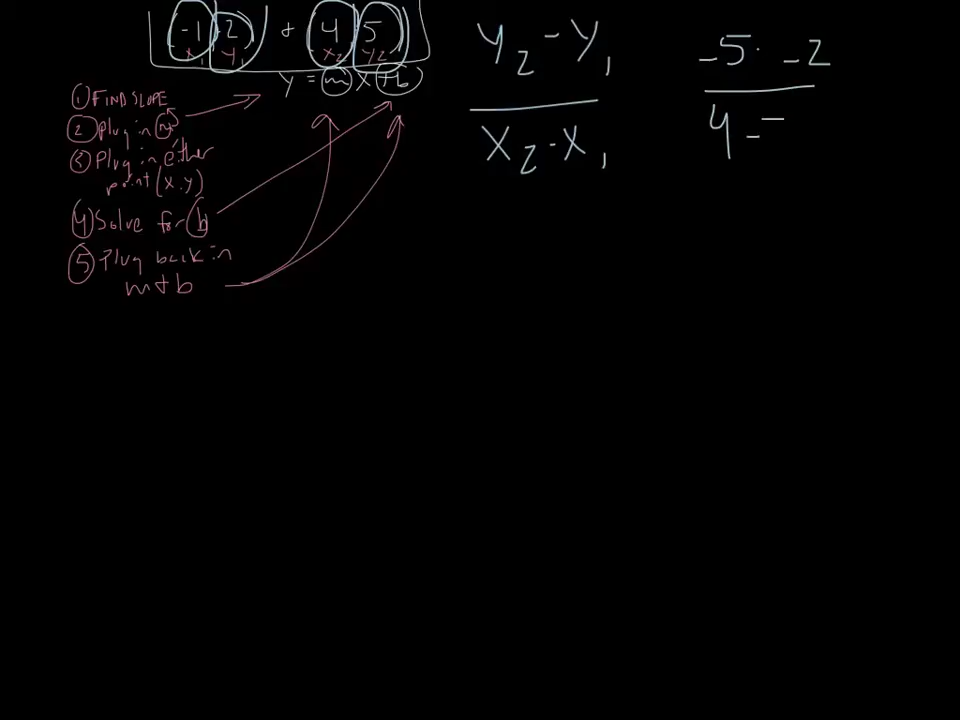 (-1, 2) + (4, 5)
x1 y1 x2 y2
y = mx + b
① FIND SLOPE
② Plug in m
③ Plug in either
point (x, y)
④ Solve for b
⑤ Plug back in
m + b
y2 - y1
x2 - x1
-5 - -2
4 - -